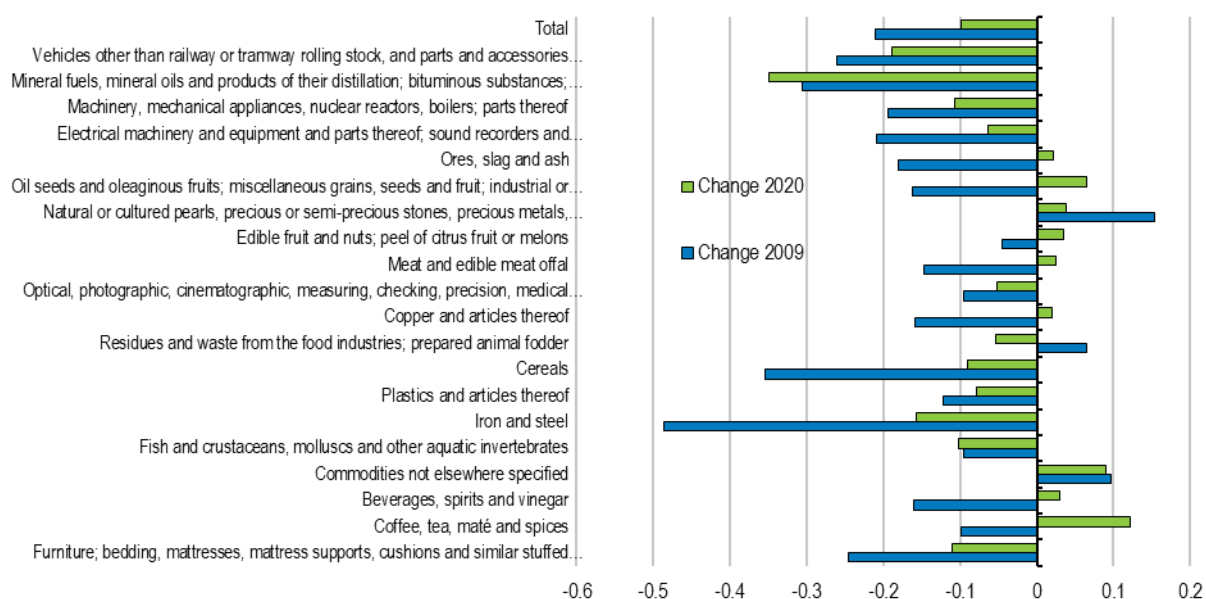 Total
Vehicles other than railway or tramway rolling stock, and parts and accessories...
Mineral fuels, mineral oils and products of their distillation; bituminous substances;...
Machinery, mechanical appliances, nuclear reactors, boilers; parts thereof
Electrical machinery and equipment and parts thereof; sound recorders and...
Ores, slag and ash
Oil seeds and oleaginous fruits; miscellaneous grains, seeds and fruit; industrial or...
Natural or cultured pearls, precious or semi-precious stones, precious metals,...
Edible fruit and nuts; peel of citrus fruit or melons
Meat and edible meat offal
Optical, photographic, cinematographic, measuring, checking, precision, medical...
Copper and articles thereof
Residues and waste from the food industries; prepared animal fodder
Cereals
Plastics and articles thereof
Iron and steel
Fish and crustaceans, molluscs and other aquatic invertebrates
Commodities not elsewhere specified
Beverages, spirits and vinegar
Coffee, tea, maté and spices
Furniture; bedding, mattresses, mattress supports, cushions and similar stuffed...
Change 2020
Change 2009
-0.6 -0.5 -0.4 -0.3 -0.2 -0.1 0 0.1 0.2